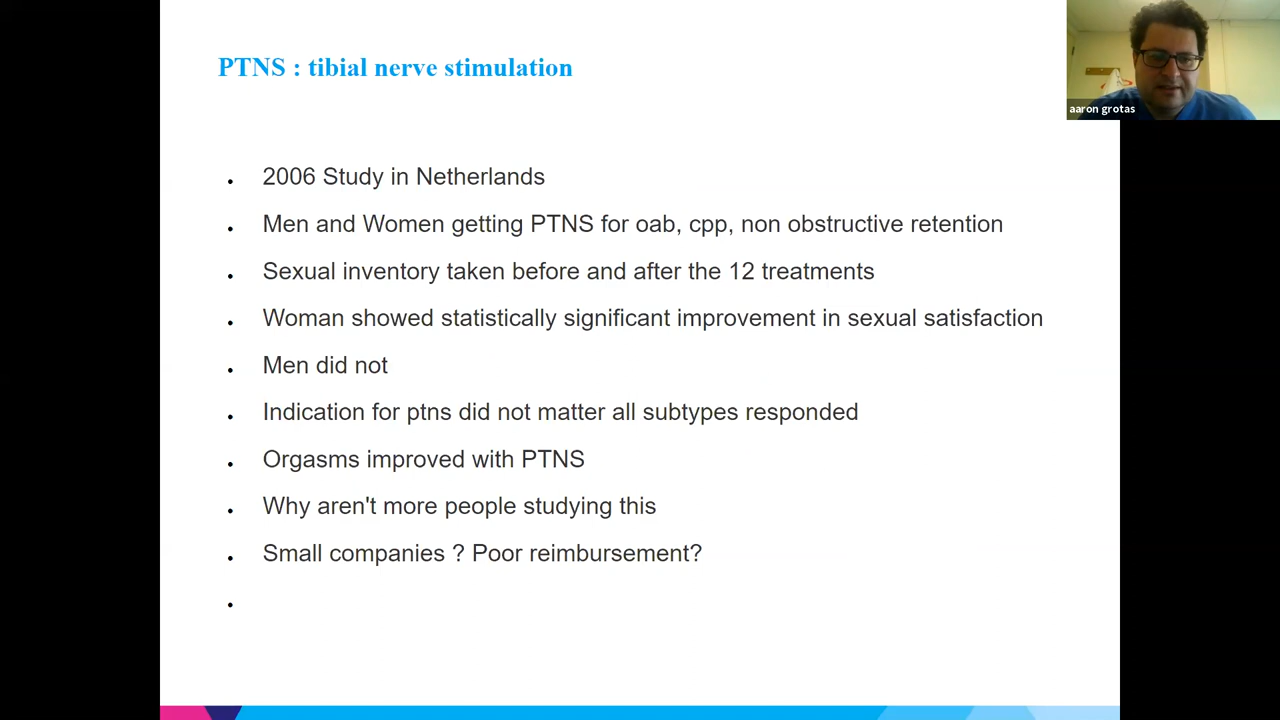 PTNS : tibial nerve stimulation
aaron grotas
2006 Study in Netherlands
Men and Women getting PTNS for oab, cpp, non obstructive retention
Sexual inventory taken before and after the 12 treatments
Woman showed statistically significant improvement in sexual satisfaction
Men did not
Indication for ptns did not matter all subtypes responded
Orgasms improved with PTNS
Why aren't more people studying this
Small companies ? Poor reimbursement?